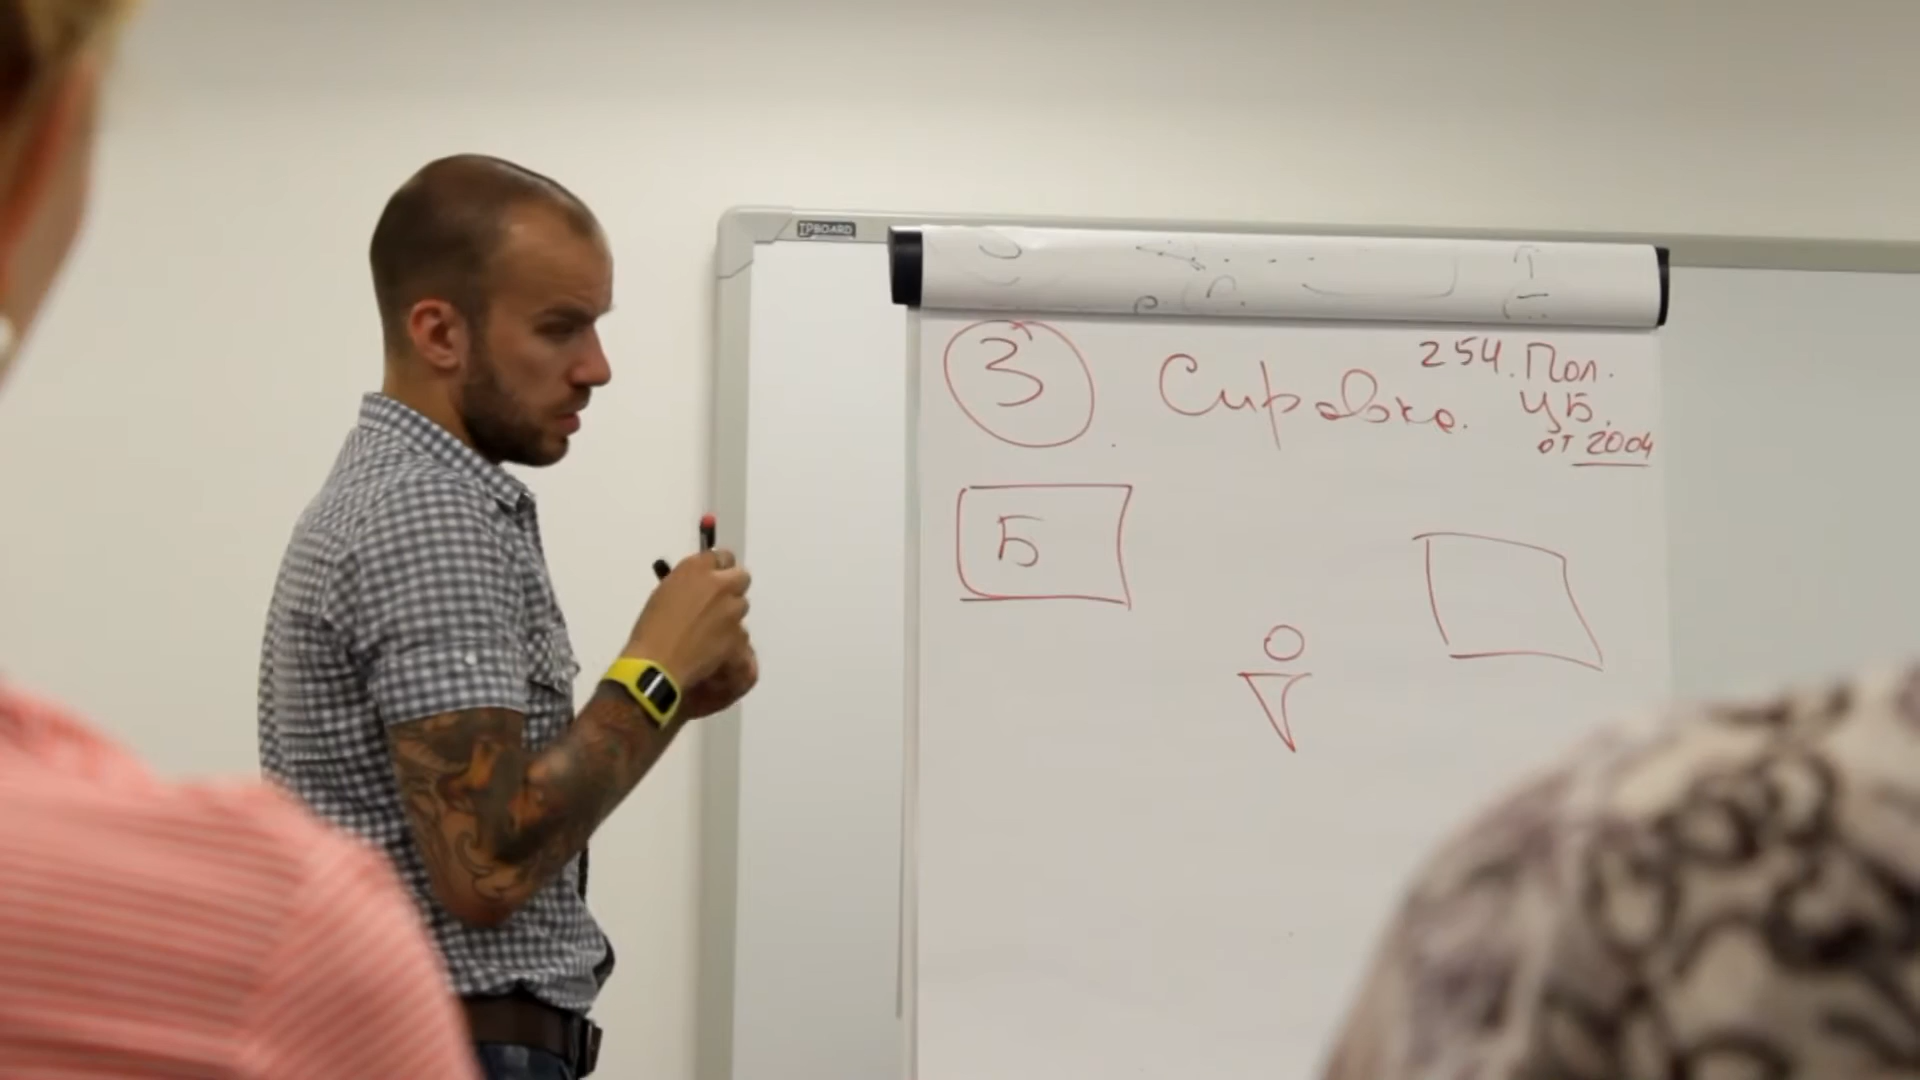 IPBOARD
3 Справка. 254. Пол.
ЦБ.
от 2004
Б